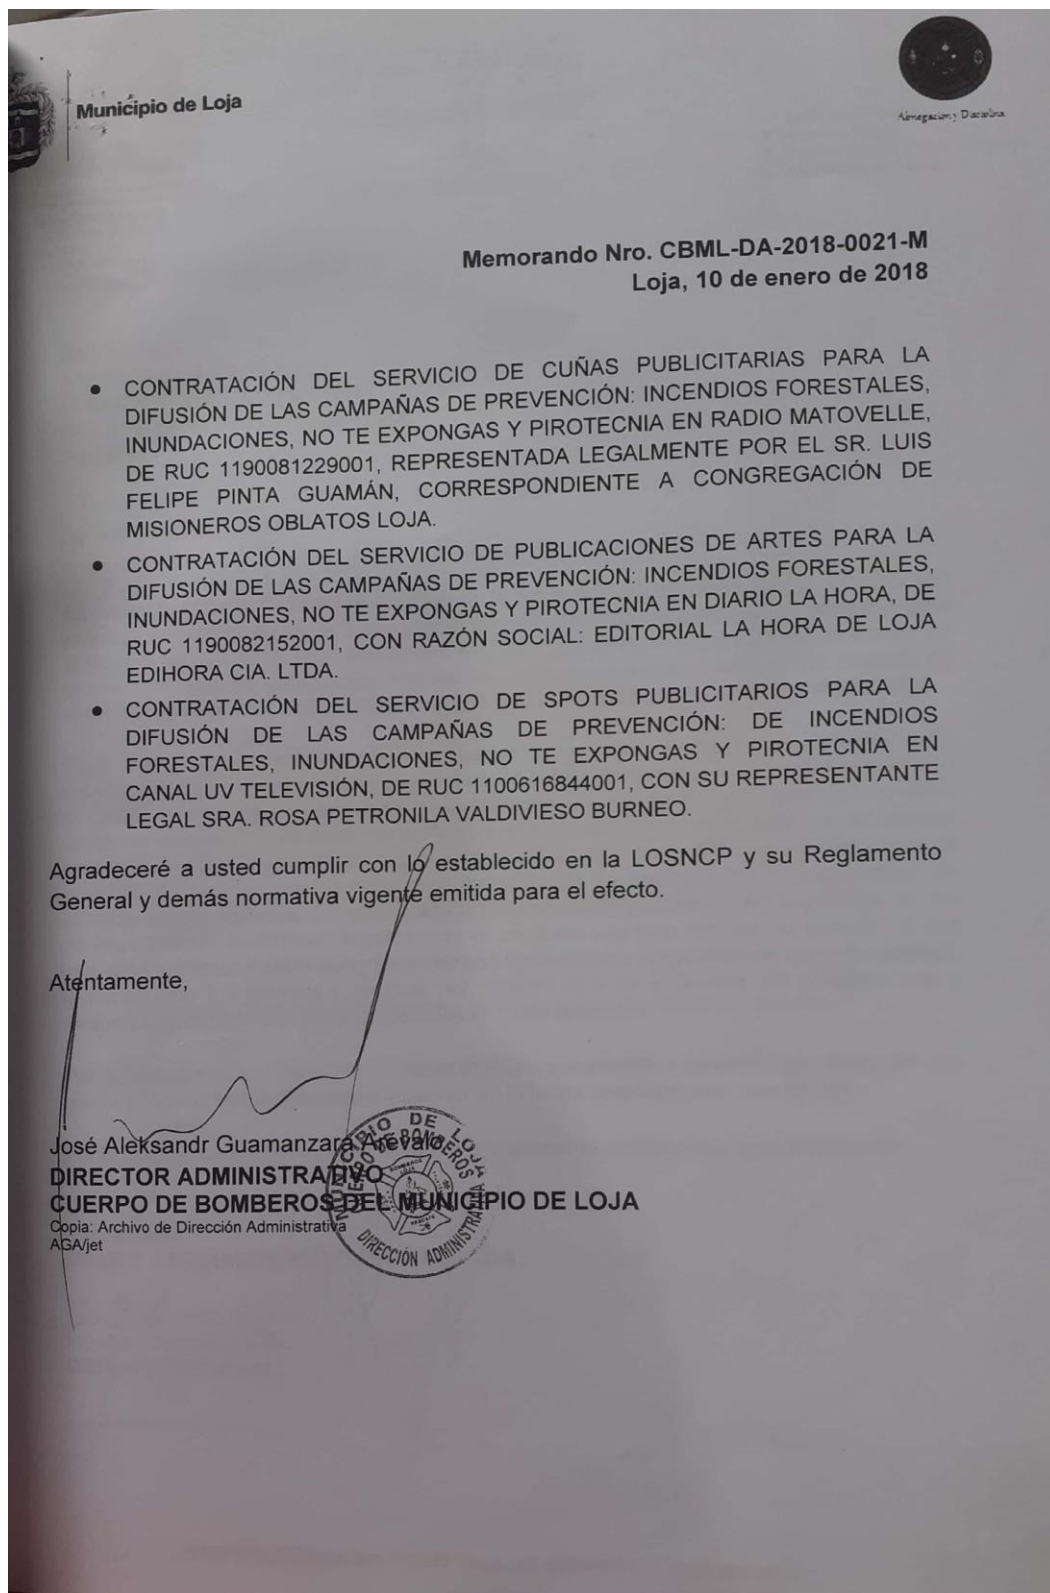 Municipio de Loja
Abnegación y Disciplina
Memorando Nro. CBML-DA-2018-0021-M
Loja, 10 de enero de 2018
• CONTRATACIÓN DEL SERVICIO DE CUÑAS PUBLICITARIAS PARA LA
DIFUSIÓN DE LAS CAMPAÑAS DE PREVENCIÓN: INCENDIOS FORESTALES,
INUNDACIONES, NO TE EXPONGAS Y PIROTECNIA EN RADIO MATOVELLE,
DE RUC 1190081229001, REPRESENTADA LEGALMENTE POR EL SR. LUIS
FELIPE PINTA GUAMÁN, CORRESPONDIENTE A CONGREGACIÓN DE
MISIONEROS OBLATOS LOJA.
• CONTRATACIÓN DEL SERVICIO DE PUBLICACIONES DE ARTES PARA LA
DIFUSIÓN DE LAS CAMPAÑAS DE PREVENCIÓN: INCENDIOS FORESTALES,
INUNDACIONES, NO TE EXPONGAS Y PIROTECNIA EN DIARIO LA HORA, DE
RUC 1190082152001, CON RAZÓN SOCIAL: EDITORIAL LA HORA DE LOJA
EDIHORA CIA. LTDA.
• CONTRATACIÓN DEL SERVICIO DE SPOTS PUBLICITARIOS PARA LA
DIFUSIÓN DE LAS CAMPAÑAS DE PREVENCIÓN: DE INCENDIOS
FORESTALES, INUNDACIONES, NO TE EXPONGAS Y PIROTECNIA EN
CANAL UV TELEVISIÓN, DE RUC 1100616844001, CON SU REPRESENTANTE
LEGAL SRA. ROSA PETRONILA VALDIVIESO BURNEO.
Agradeceré a usted cumplir con lo establecido en la LOSNCP y su Reglamento
General y demás normativa vigente emitida para el efecto.
Atentamente,
José Aleksandr Guamanzara Arévalo
DIRECTOR ADMINISTRATIVO
CUERPO DE BOMBEROS DEL MUNICIPIO DE LOJA
Copia: Archivo de Dirección Administrativa
AGA/jet
MUNICIPIO DE LOJA
CUERPO DE BOMBEROS
DIRECCIÓN ADMINISTRATIVA